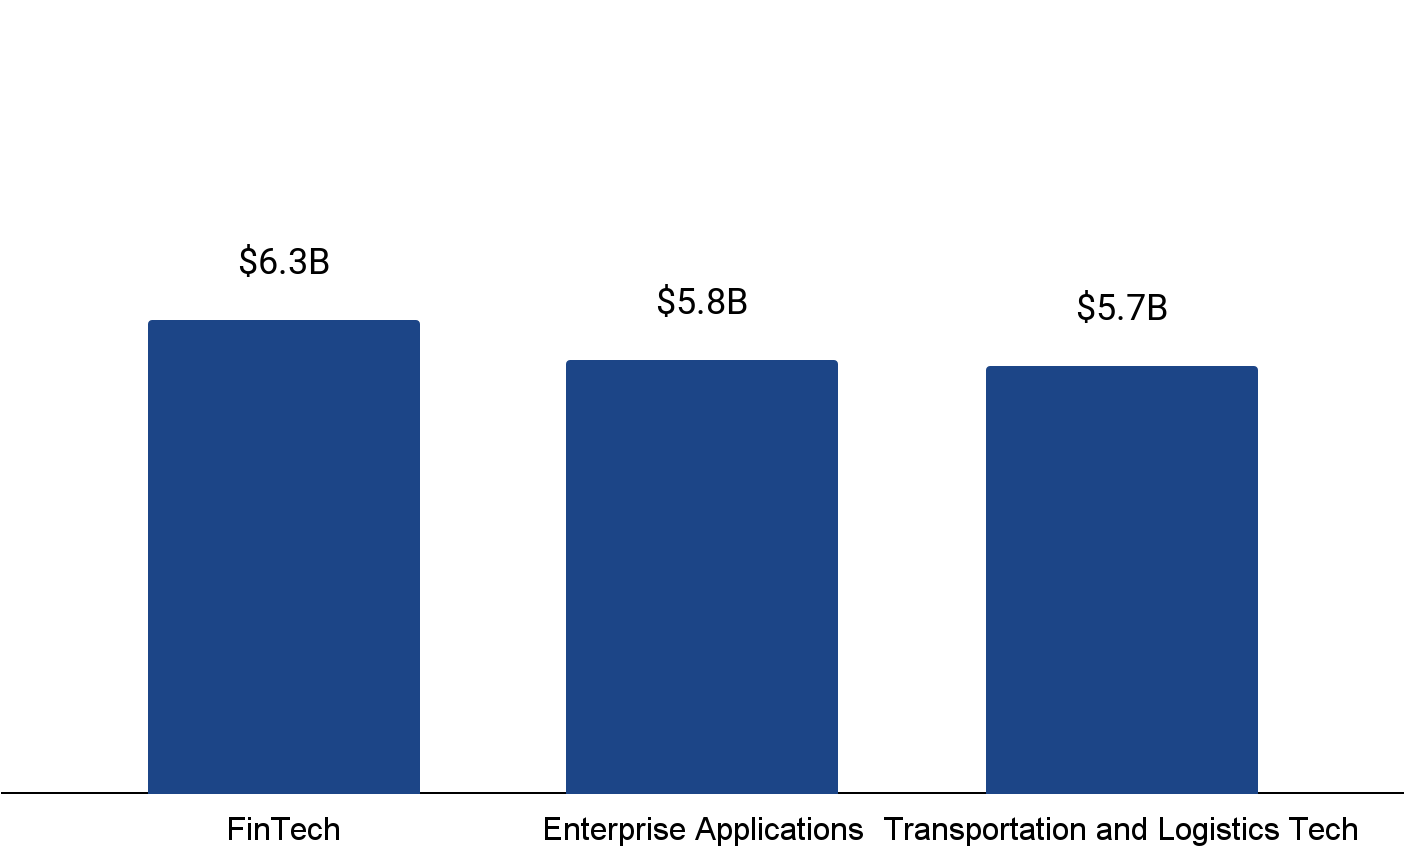 $6.3B
$5.8B
$5.7B
FinTech
Enterprise Applications
Transportation and Logistics Tech